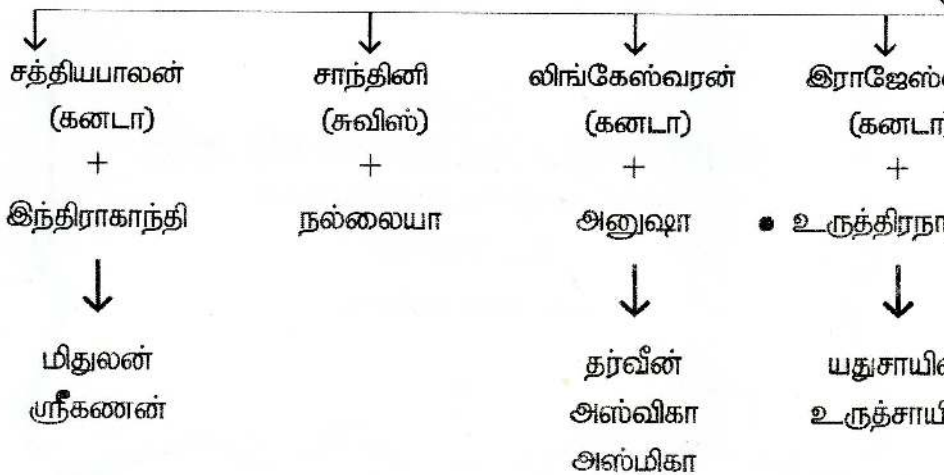 சத்தியபாலன் சாந்தினி லிங்கேஸ்வரன்
(கனடா) (சுவிஸ்) (கனடா) (கனடா)
+ + + +
இந்திராகாந்தி நல்லையா அனுஷா
மிதுலன் தர்வீன்
ஸ்ரீகணன் அஸ்விகா
அஸ்மிகா